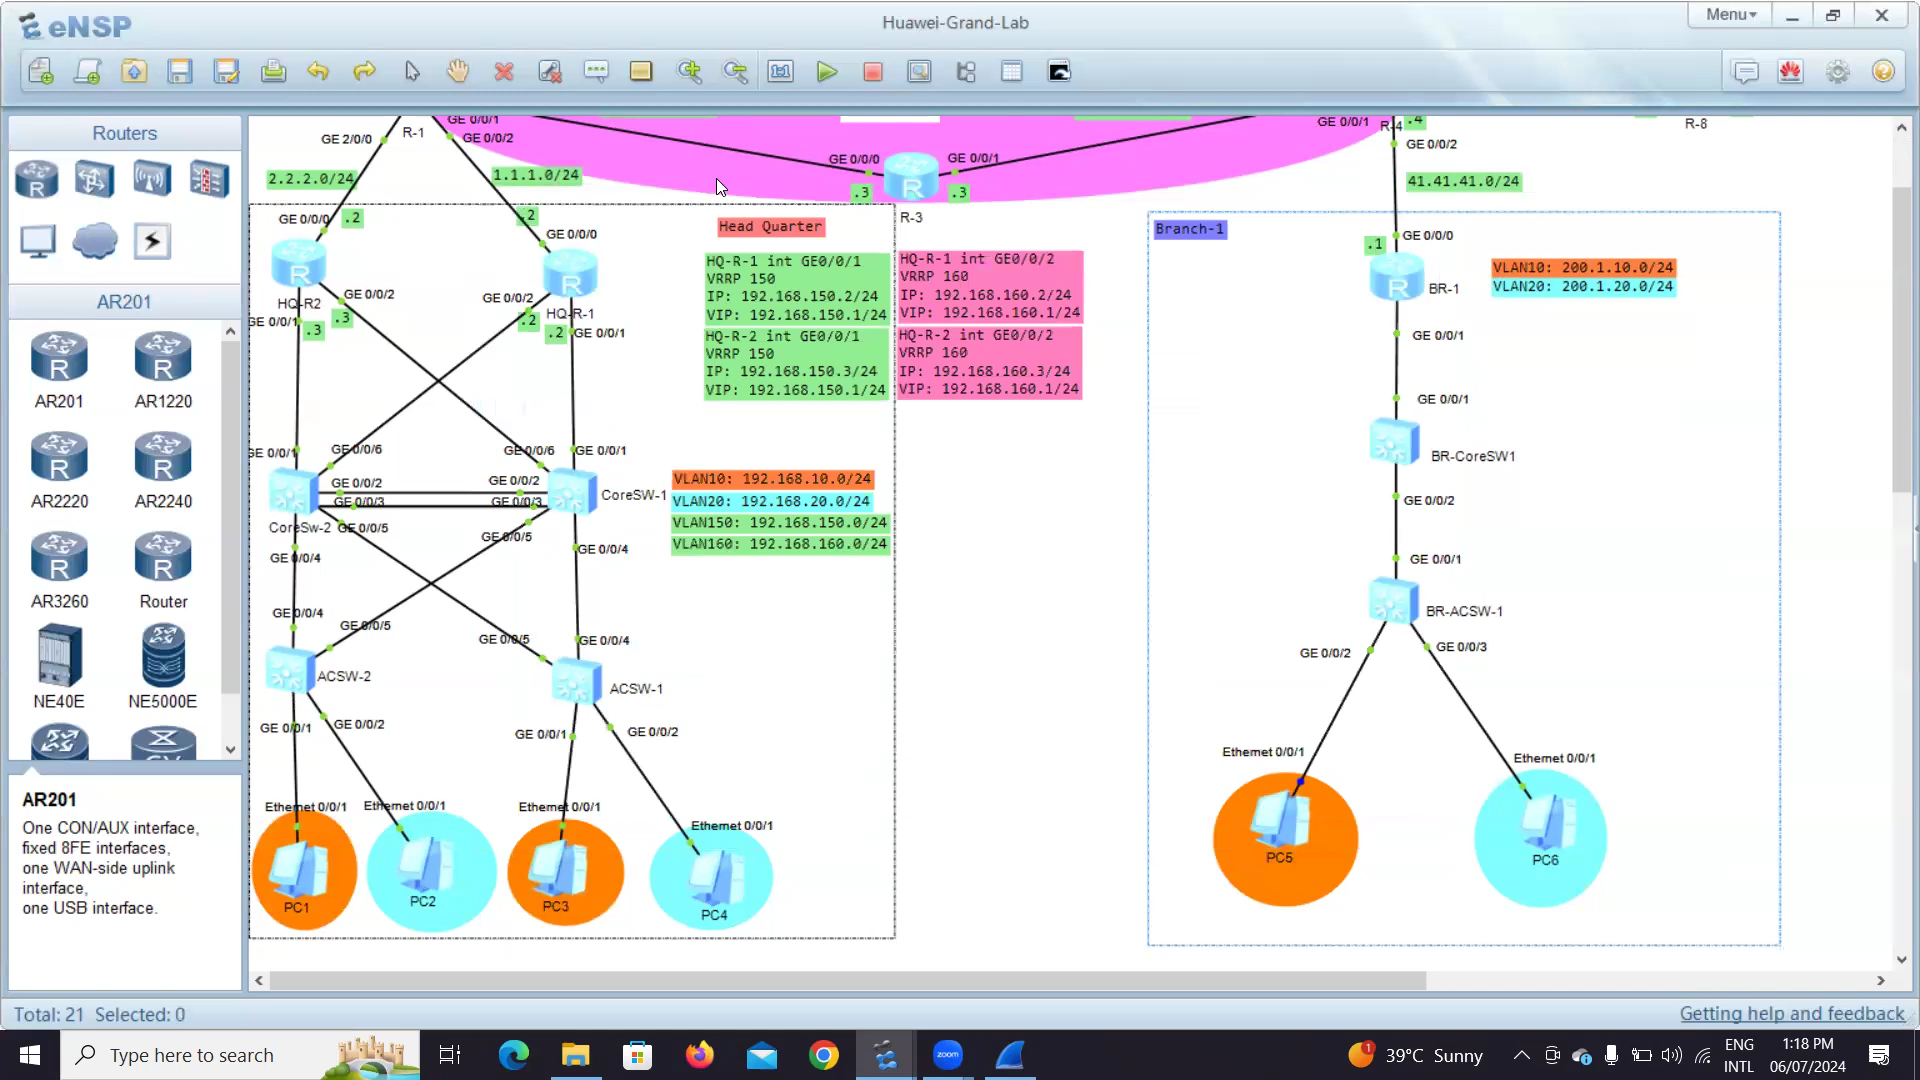 eNSP
Huawei-Grand-Lab
Menu
Routers
AR201
AR201
AR1220
AR2220
AR2240
AR3260
Router
NE40E
NE5000E
AR201
One CON/AUX interface,
fixed 8FE interfaces,
one WAN-side uplink
interface,
one USB interface.
GE 2/0/0
R-1
GE 0/0/1
GE 0/0/2
2.2.2.0/24
1.1.1.0/24
GE 0/0/0
GE 0/0/1
.3
.3
R-3
GE 0/0/1
R-4
.4
GE 0/0/2
R-8
41.41.41.0/24
GE 0/0/0
.2
.2
GE 0/0/0
HQ-R2
GE 0/0/2
GE 0/0/2
HQ-R-1
GE 0/0/1
.3
.3
.2
.2
GE 0/0/1
Head Quarter
HQ-R-1 int GE0/0/1
VRRP 150
IP: 192.168.150.2/24
VIP: 192.168.150.1/24
HQ-R-2 int GE0/0/1
VRRP 150
IP: 192.168.150.3/24
VIP: 192.168.150.1/24
HQ-R-1 int GE0/0/2
VRRP 160
IP: 192.168.160.2/24
VIP: 192.168.160.1/24
HQ-R-2 int GE0/0/2
VRRP 160
IP: 192.168.160.3/24
VIP: 192.168.160.1/24
GE 0/0/1
GE 0/0/6
GE 0/0/6
GE 0/0/1
GE 0/0/2
GE 0/0/2
GE 0/0/3
GE 0/0/3
CoreSW-1
CoreSw-2
GE 0/0/5
GE 0/0/5
GE 0/0/4
GE 0/0/4
VLAN10: 192.168.10.0/24
VLAN20: 192.168.20.0/24
VLAN150: 192.168.150.0/24
VLAN160: 192.168.160.0/24
GE 0/0/4
GE 0/0/5
GE 0/0/5
GE 0/0/4
ACSW-2
ACSW-1
GE 0/0/1
GE 0/0/2
GE 0/0/1
GE 0/0/2
Ethernet 0/0/1
Ethernet 0/0/1
Ethernet 0/0/1
Ethernet 0/0/1
PC1
PC2
PC3
PC4
Branch-1
.1
GE 0/0/0
BR-1
VLAN10: 200.1.10.0/24
VLAN20: 200.1.20.0/24
GE 0/0/1
GE 0/0/1
BR-CoreSW1
GE 0/0/2
GE 0/0/1
BR-ACSW-1
GE 0/0/2
GE 0/0/3
Ethernet 0/0/1
Ethernet 0/0/1
PC5
PC6
Total: 21 Selected: 0
Getting help and feedback
Type here to search
zoom
1
39°C Sunny
ENG
INTL
1:18 PM
06/07/2024